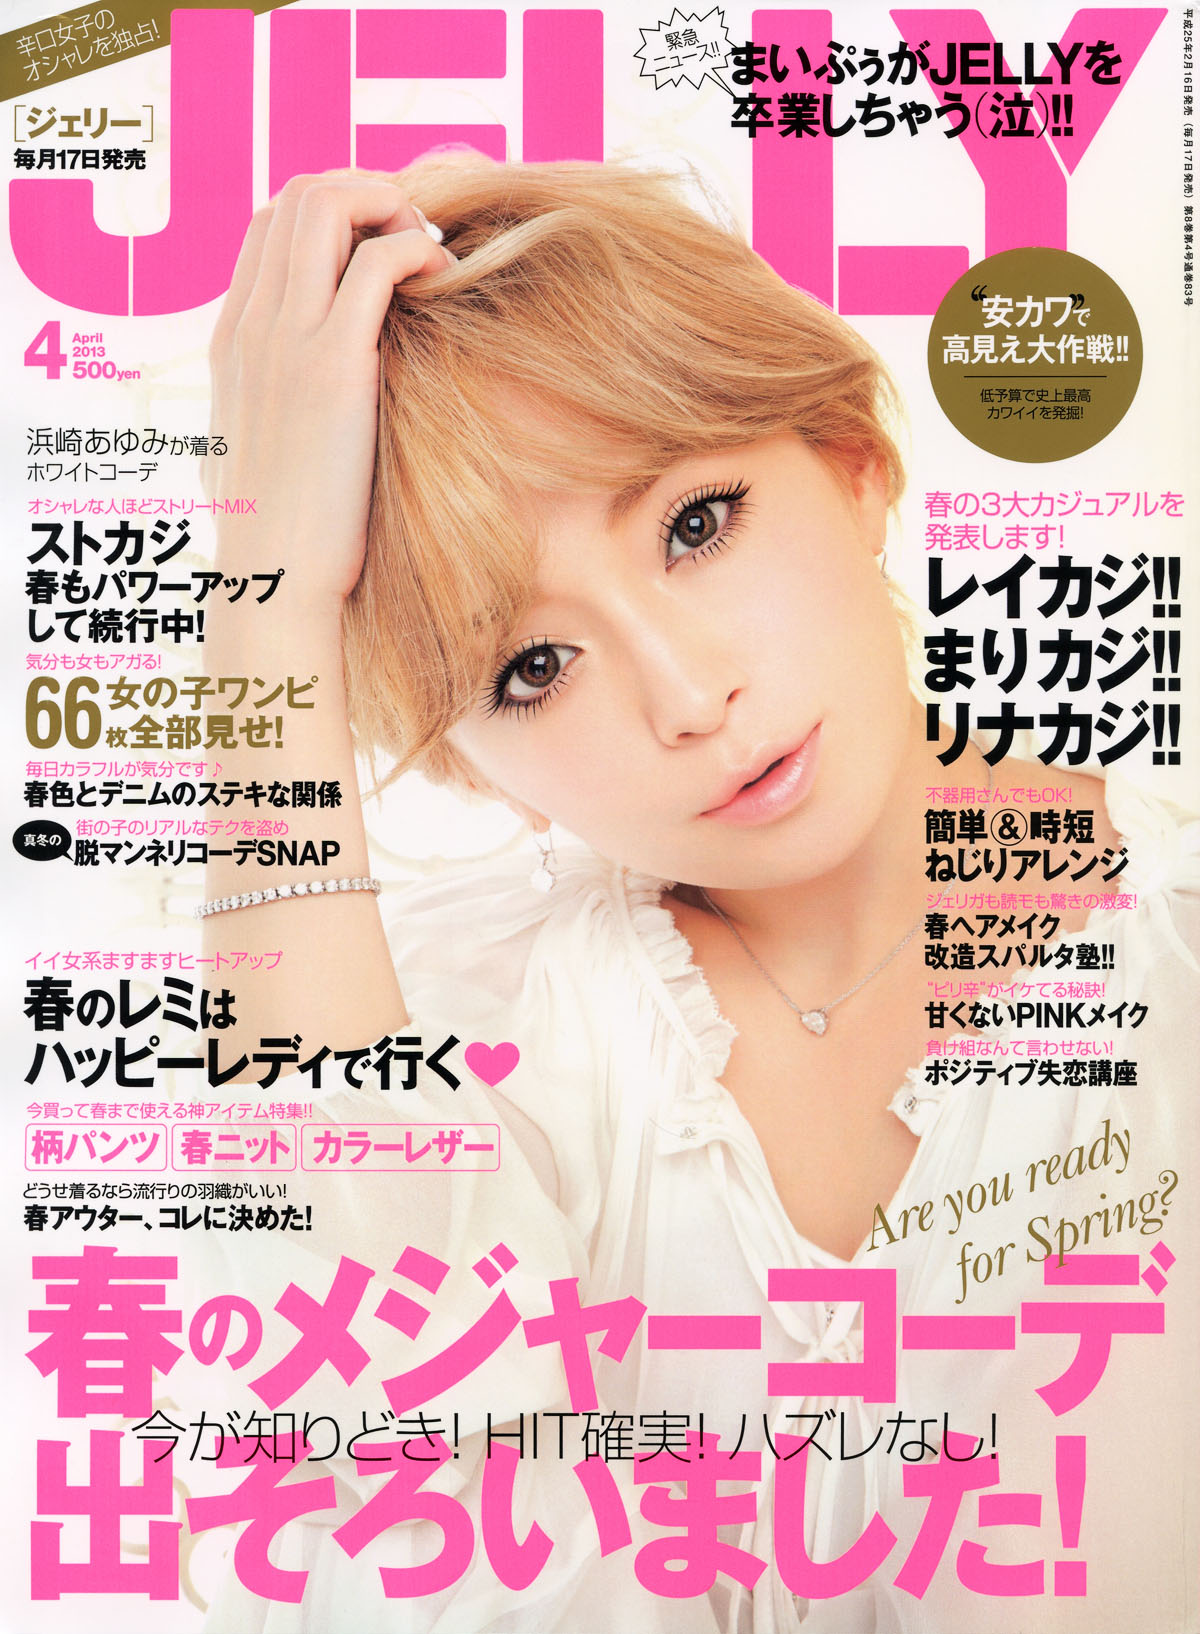 辛口女子の
オシャレを独占!
JELLY
[ジェリー]
毎月17日発売
緊急
ニュース!!
まいぷぅがJELLYを
卒業しちゃう(泣)!!
平成25年2月16日発売(毎月17日発売)第8巻第4号通巻83号
4 April
2013
500yen
“安カワ”で
高見え大作戦!!
低予算で史上最高
カワイイを発掘!
浜崎あゆみが着る
ホワイトコーデ
オシャレな人ほどストリートMIX
ストカジ
春もパワーアップ
して続行中!
気分も女もアガる!
66枚女の子ワンピ
全部見せ!
毎日カラフルが気分です♪
春色とデニムのステキな関係
街の子のリアルなテクを盗め
真冬の
脱マンネリコーデSNAP
イイ女系ますますヒートアップ
春のレミは
ハッピーレディで行く♥
今買って春まで使える神アイテム特集!!
柄パンツ 春ニット カラーレザー
どうせ着るなら流行りの羽織がいい!
春アウター、コレに決めた!
春の3大カジュアルを
発表します!
レイカジ!!
まりカジ!!
リナカジ!!
不器用さんでもOK!
簡単&時短
ねじりアレンジ
ジェリガも読モも驚きの激変!
春ヘアメイク
改造スパルタ塾!!
“ピリ辛”がイケてる秘訣!
甘くないPINKメイク
負け組なんて言わせない!
ポジティブ失恋講座
Are you ready
for Spring?
春のメジャーコーデ
今が知りどき! HIT確実! ハズレなし!
出そろいました!